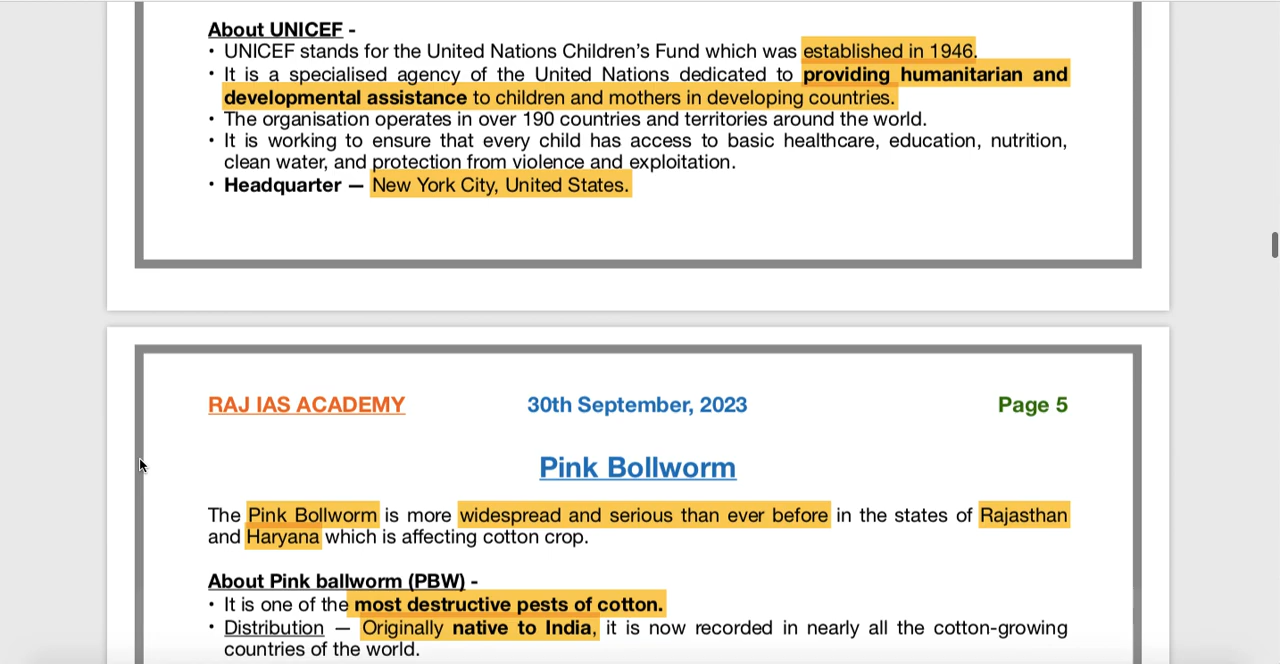 About UNICEF -
• UNICEF stands for the United Nations Children’s Fund which was established in 1946.
• It is a specialised agency of the United Nations dedicated to providing humanitarian and
developmental assistance to children and mothers in developing countries.
• The organisation operates in over 190 countries and territories around the world.
• It is working to ensure that every child has access to basic healthcare, education, nutrition,
clean water, and protection from violence and exploitation.
• Headquarter — New York City, United States.
RAJ IAS ACADEMY 30th September, 2023 Page 5
Pink Bollworm
The Pink Bollworm is more widespread and serious than ever before in the states of Rajasthan
and Haryana which is affecting cotton crop.
About Pink ballworm (PBW) -
• It is one of the most destructive pests of cotton.
• Distribution — Originally native to India, it is now recorded in nearly all the cotton-growing
countries of the world.